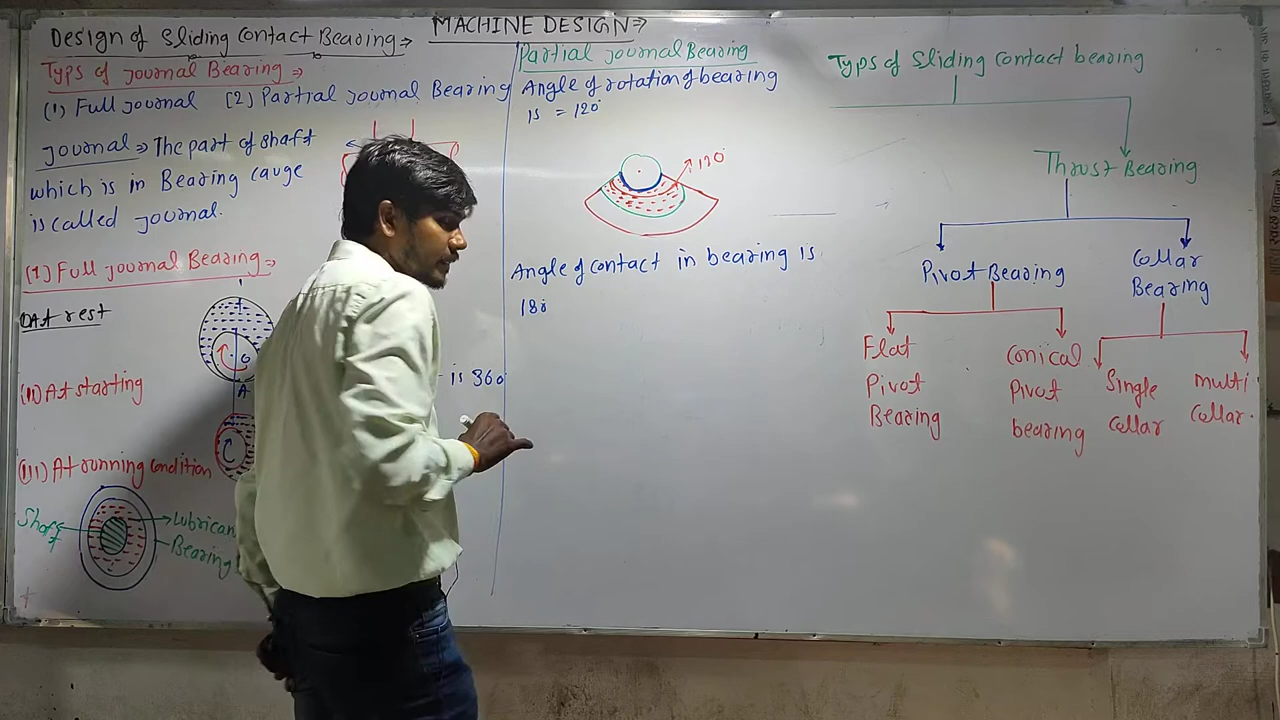 MACHINE DESIGN⇒
Design of Sliding Contact Bearing⇒
Typs of journal Bearing⇒
(1) Full journal (2) Partial journal Bearing
journal ⇒ The part of shaft
which is in Bearing cauge
is called journal.
(1) Full journal Bearing⇒
(I) At rest
O
A
(II) At starting
C
is 360
(III) At running condition
Shaft
Lubrican
Bearing
Partial journal Bearing
Angle of rotation of bearing
is = 120°
120°
Angle of contact in bearing is
180
Typs of Sliding contact bearing
Thrust Bearing
Pivot Bearing
Collar
Bearing
Flat
Pivot
Bearing
Conical
Pivot
bearing
Single
collar
multi
collar.